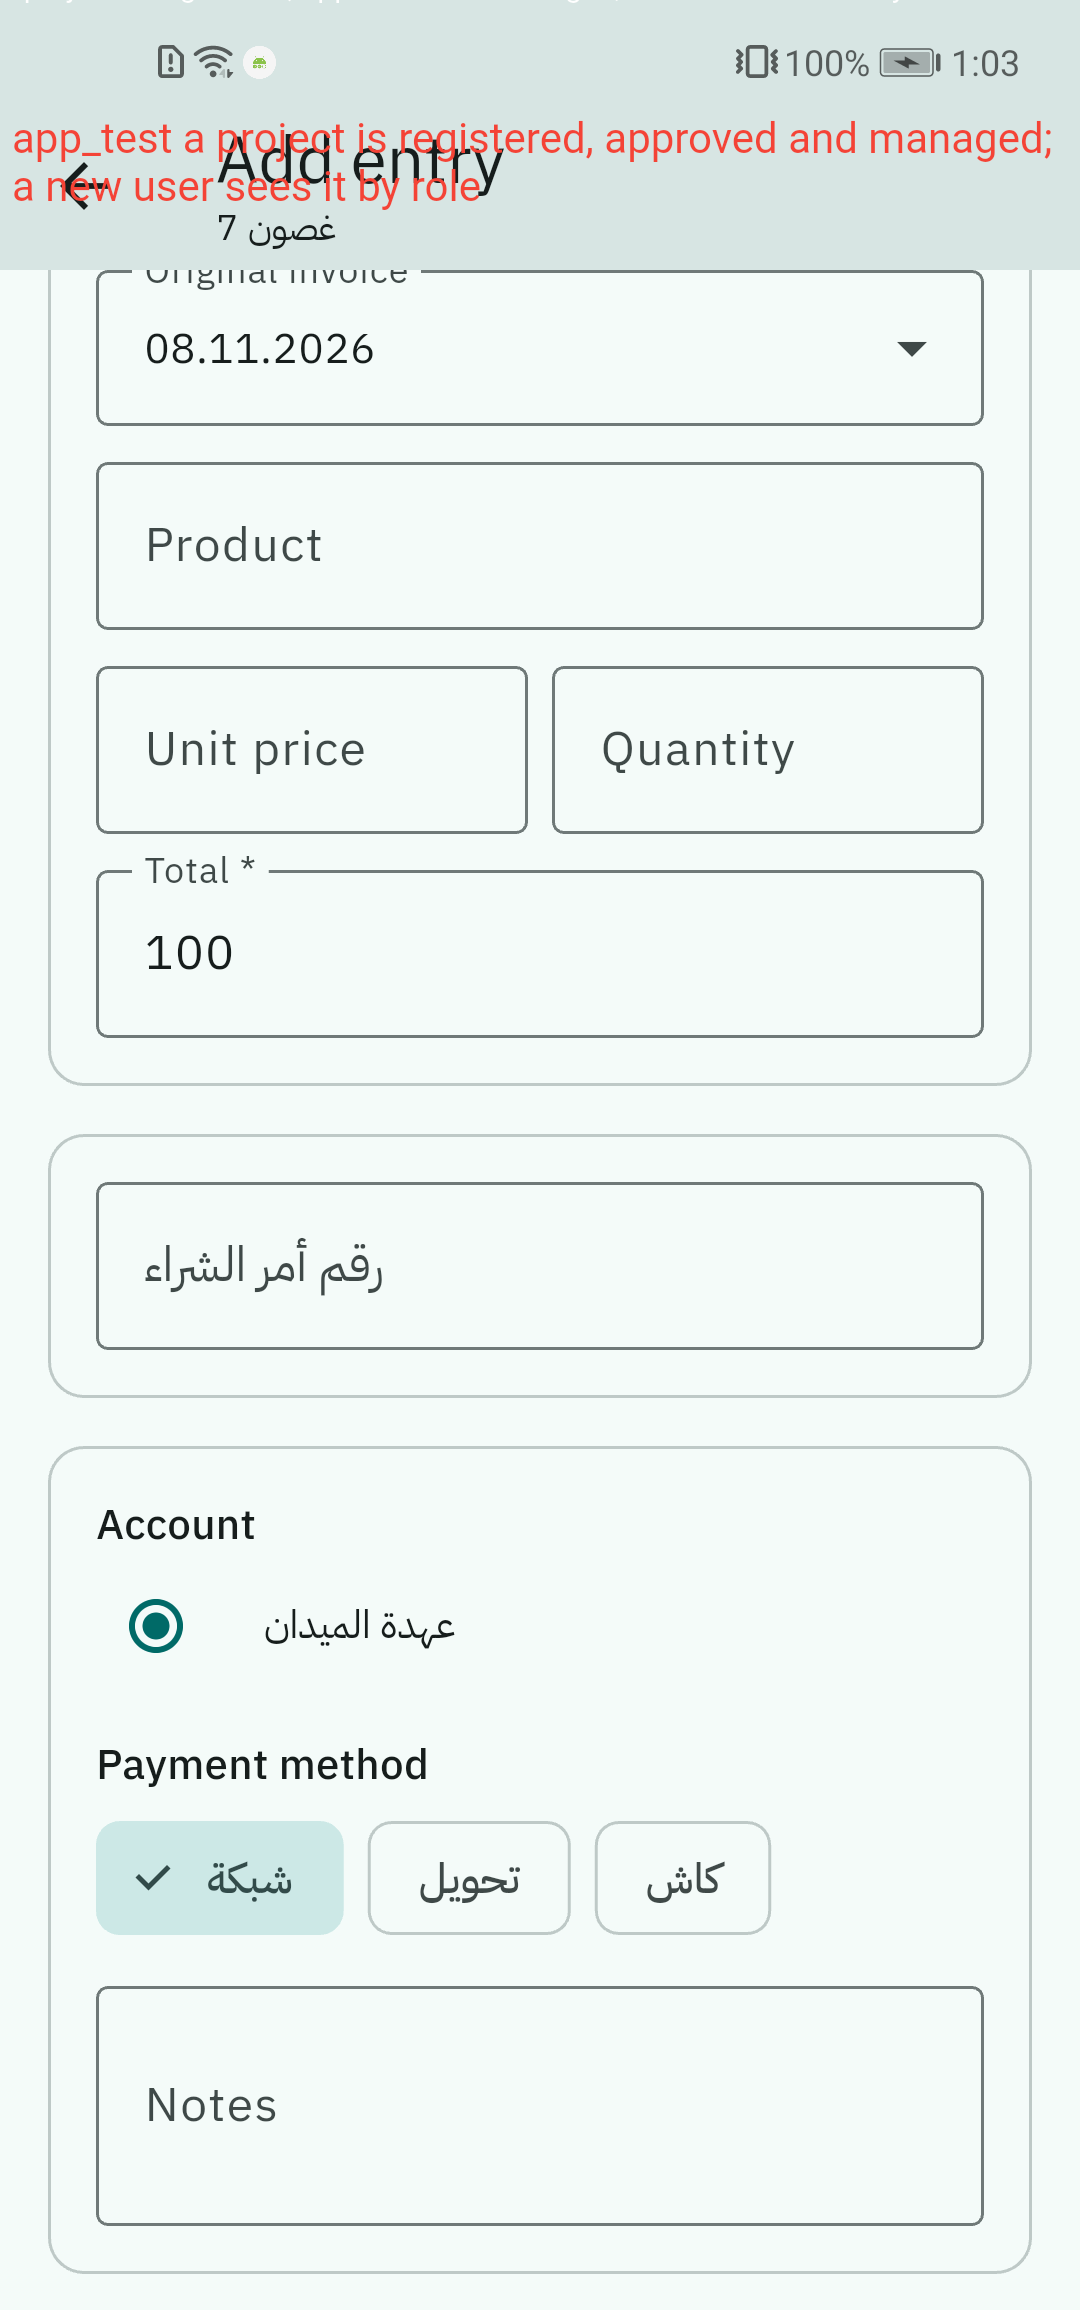 100% 1:03
app_test a project is registered, approved and managed;
a new user sees it by role
Add entry
غصون 7
Original invoice
08.11.2026
Product
Unit price
Quantity
Total *
100
رقم أمر الشراء
Account
عهدة الميدان
Payment method
شبكة
تحويل
كاش
Notes